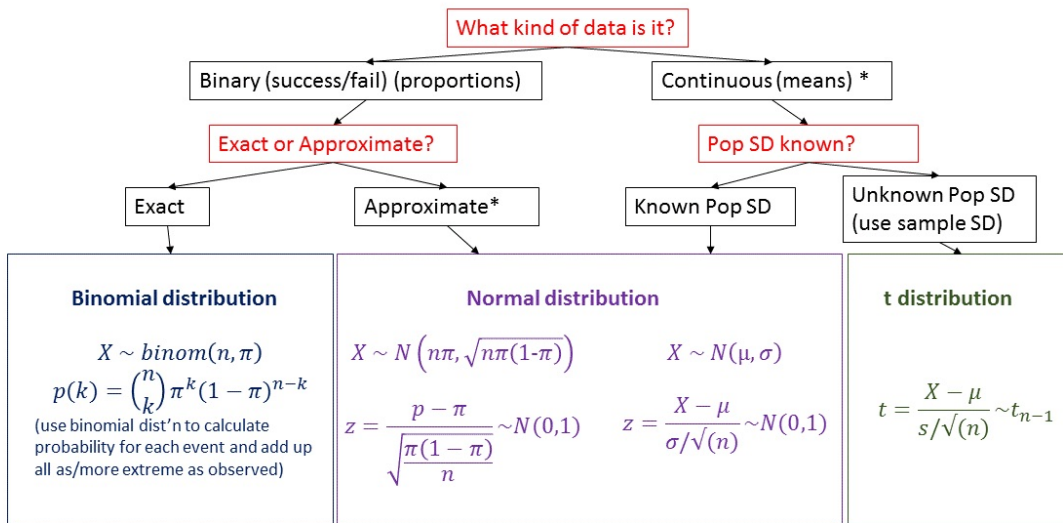 What kind of data is it?
Binary (success/fail) (proportions)
Continuous (means) *
Exact or Approximate?
Pop SD known?
Exact
Approximate*
Known Pop SD
Unknown Pop SD
(use sample SD)
Binomial distribution
X ~ binom(n, π)
p(k) = (n k) π^k (1 − π)^{n−k}
(use binomial dist'n to calculate
probability for each event and add up
all as/more extreme as observed)
Normal distribution
X ~ N(nπ, √(nπ(1-π)))
z = (p − π) / √(π(1 − π)/n) ~N(0,1)
X ~ N(μ, σ)
z = (X − μ) / (σ/√(n)) ~N(0,1)
t distribution
t = (X − μ) / (s/√(n)) ~t_{n−1}